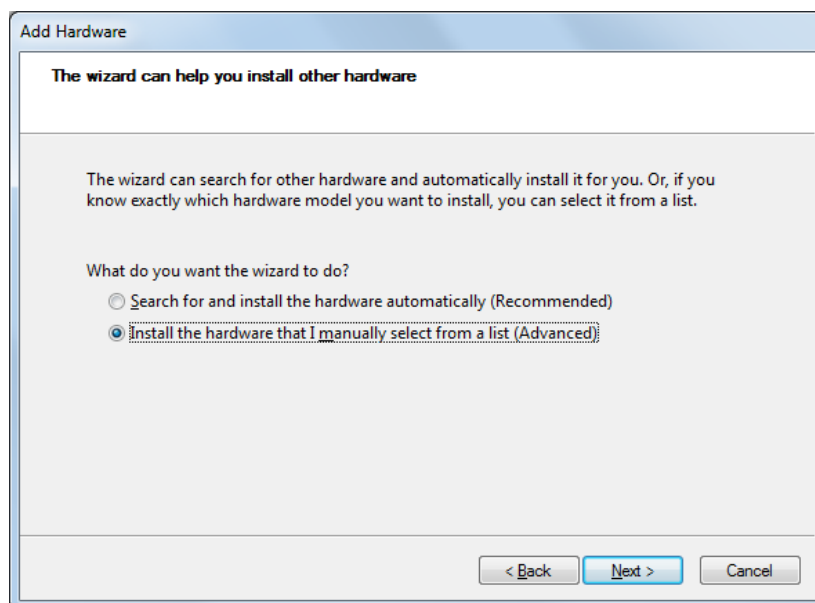 Add Hardware
The wizard can help you install other hardware
The wizard can search for other hardware and automatically install it for you. Or, if you
know exactly which hardware model you want to install, you can select it from a list.
What do you want the wizard to do?
Search for and install the hardware automatically (Recommended)
Install the hardware that I manually select from a list (Advanced)
< Back Next > Cancel